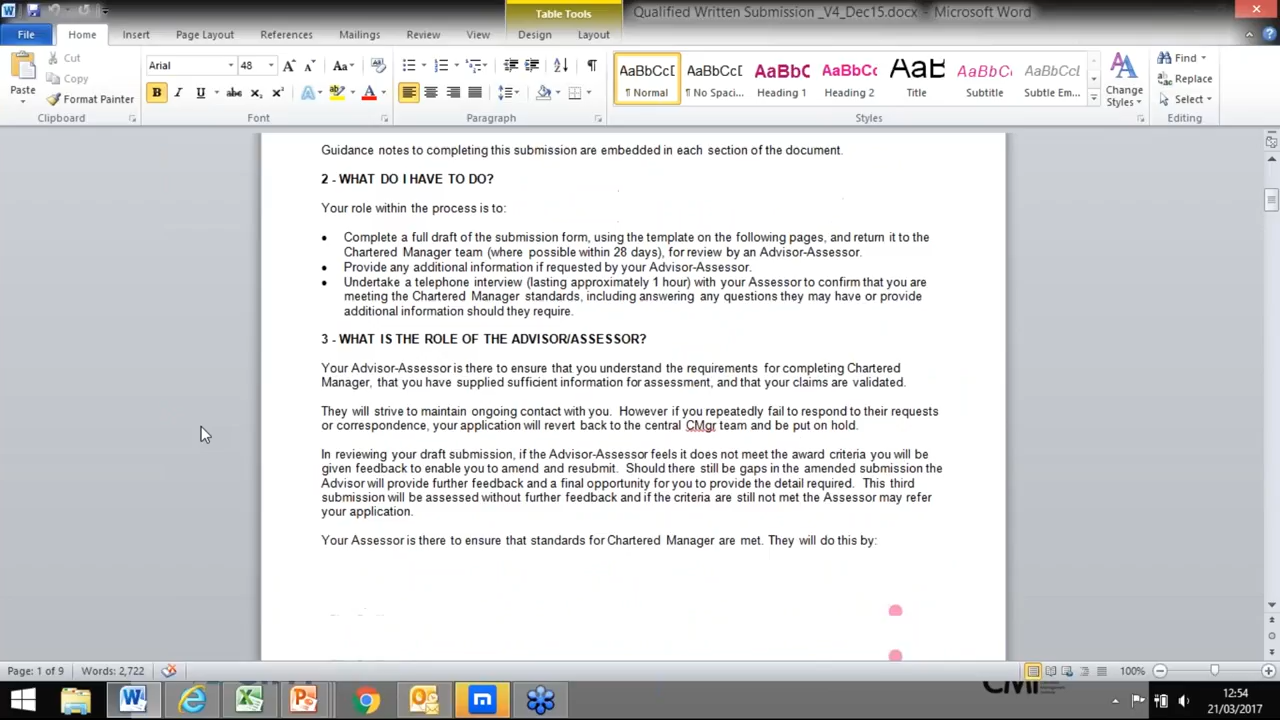 Table Tools
Qualified Written Submission _V4_Dec15.docx - Microsoft Word
File Home Insert Page Layout References Mailings Review View Design Layout
Cut
Copy
Format Painter
Paste
Arial 48
AaBbCcD AaBbCcD AaBbC AaBbCc AaB AaBbCcD AaBbCcD
¶ Normal ¶ No Spaci... Heading 1 Heading 2 Title Subtitle Subtle Em...
Change
Styles
Find
Replace
Select
Clipboard Font Paragraph Styles Editing
Guidance notes to completing this submission are embedded in each section of the document.
2 - WHAT DO I HAVE TO DO?
Your role within the process is to:
• Complete a full draft of the submission form, using the template on the following pages, and return it to the
Chartered Manager team (where possible within 28 days), for review by an Advisor-Assessor.
• Provide any additional information if requested by your Advisor-Assessor.
• Undertake a telephone interview (lasting approximately 1 hour) with your Assessor to confirm that you are
meeting the Chartered Manager standards, including answering any questions they may have or provide
additional information should they require.
3 - WHAT IS THE ROLE OF THE ADVISOR/ASSESSOR?
Your Advisor-Assessor is there to ensure that you understand the requirements for completing Chartered
Manager, that you have supplied sufficient information for assessment, and that your claims are validated.
They will strive to maintain ongoing contact with you. However if you repeatedly fail to respond to their requests
or correspondence, your application will revert back to the central CMgr team and be put on hold.
In reviewing your draft submission, if the Advisor-Assessor feels it does not meet the award criteria you will be
given feedback to enable you to amend and resubmit. Should there still be gaps in the amended submission the
Advisor will provide further feedback and a final opportunity for you to provide the detail required. This third
submission will be assessed without further feedback and if the criteria are still not met the Assessor may refer
your application.
Your Assessor is there to ensure that standards for Chartered Manager are met. They will do this by:
Page: 1 of 9 Words: 2,722 100%
CMI
12:54
21/03/2017